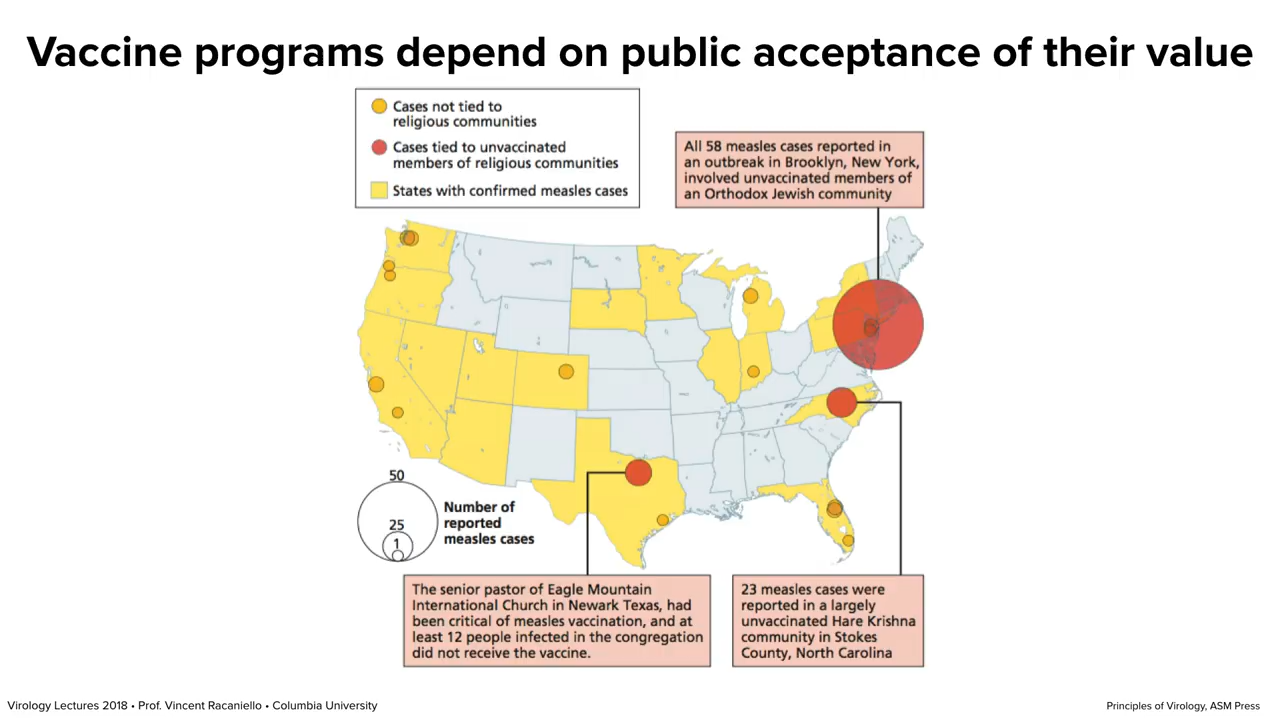 Vaccine programs depend on public acceptance of their value
Cases not tied to
religious communities
Cases tied to unvaccinated
members of religious communities
States with confirmed measles cases
All 58 measles cases reported in
an outbreak in Brooklyn, New York,
involved unvaccinated members of
an Orthodox Jewish community
50
25
1
Number of
reported
measles cases
The senior pastor of Eagle Mountain
International Church in Newark Texas, had
been critical of measles vaccination, and at
least 12 people infected in the congregation
did not receive the vaccine.
23 measles cases were
reported in a largely
unvaccinated Hare Krishna
community in Stokes
County, North Carolina
Virology Lectures 2018 • Prof. Vincent Racaniello • Columbia University
Principles of Virology, ASM Press